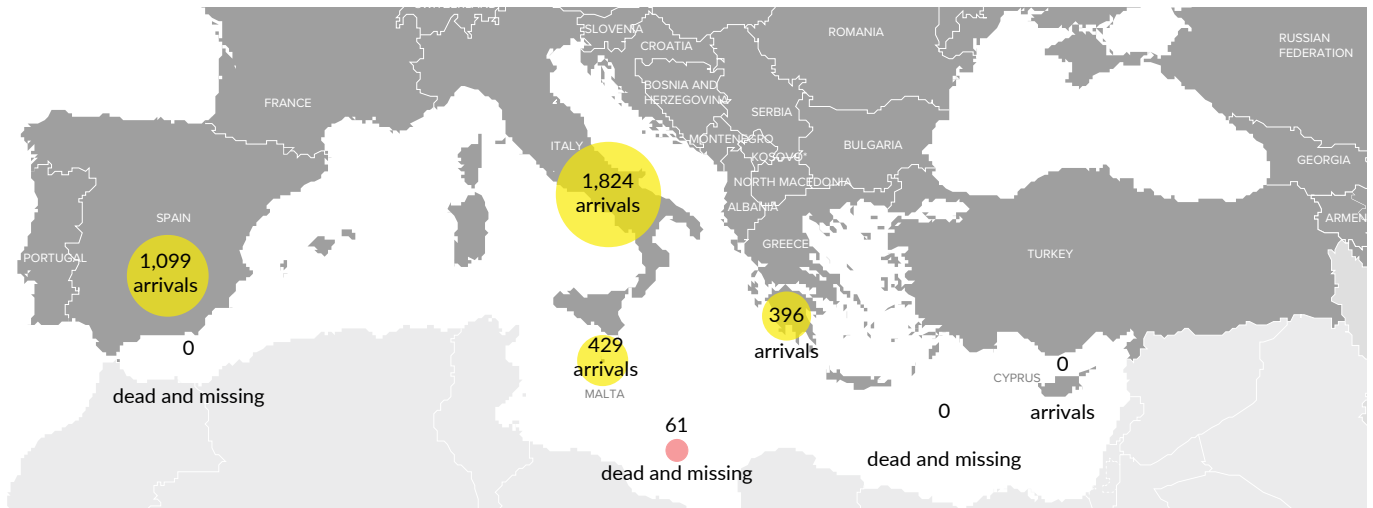 SWITZERLAND
SLOVENIA
CROATIA
ROMANIA
RUSSIAN
FEDERATION
BOSNIA AND
HERZEGOVINA
FRANCE
SERBIA
ITALY
MONTENEGRO
BULGARIA
KOSOVO*
GEORGIA
1,824
arrivals
NORTH MACEDONIA
ALBANIA
SPAIN
ARMEN
GREECE
TURKEY
PORTUGAL
1,099
arrivals
396
arrivals
0
dead and missing
429
arrivals
MALTA
0
CYPRUS
arrivals
0
dead and missing
61
dead and missing